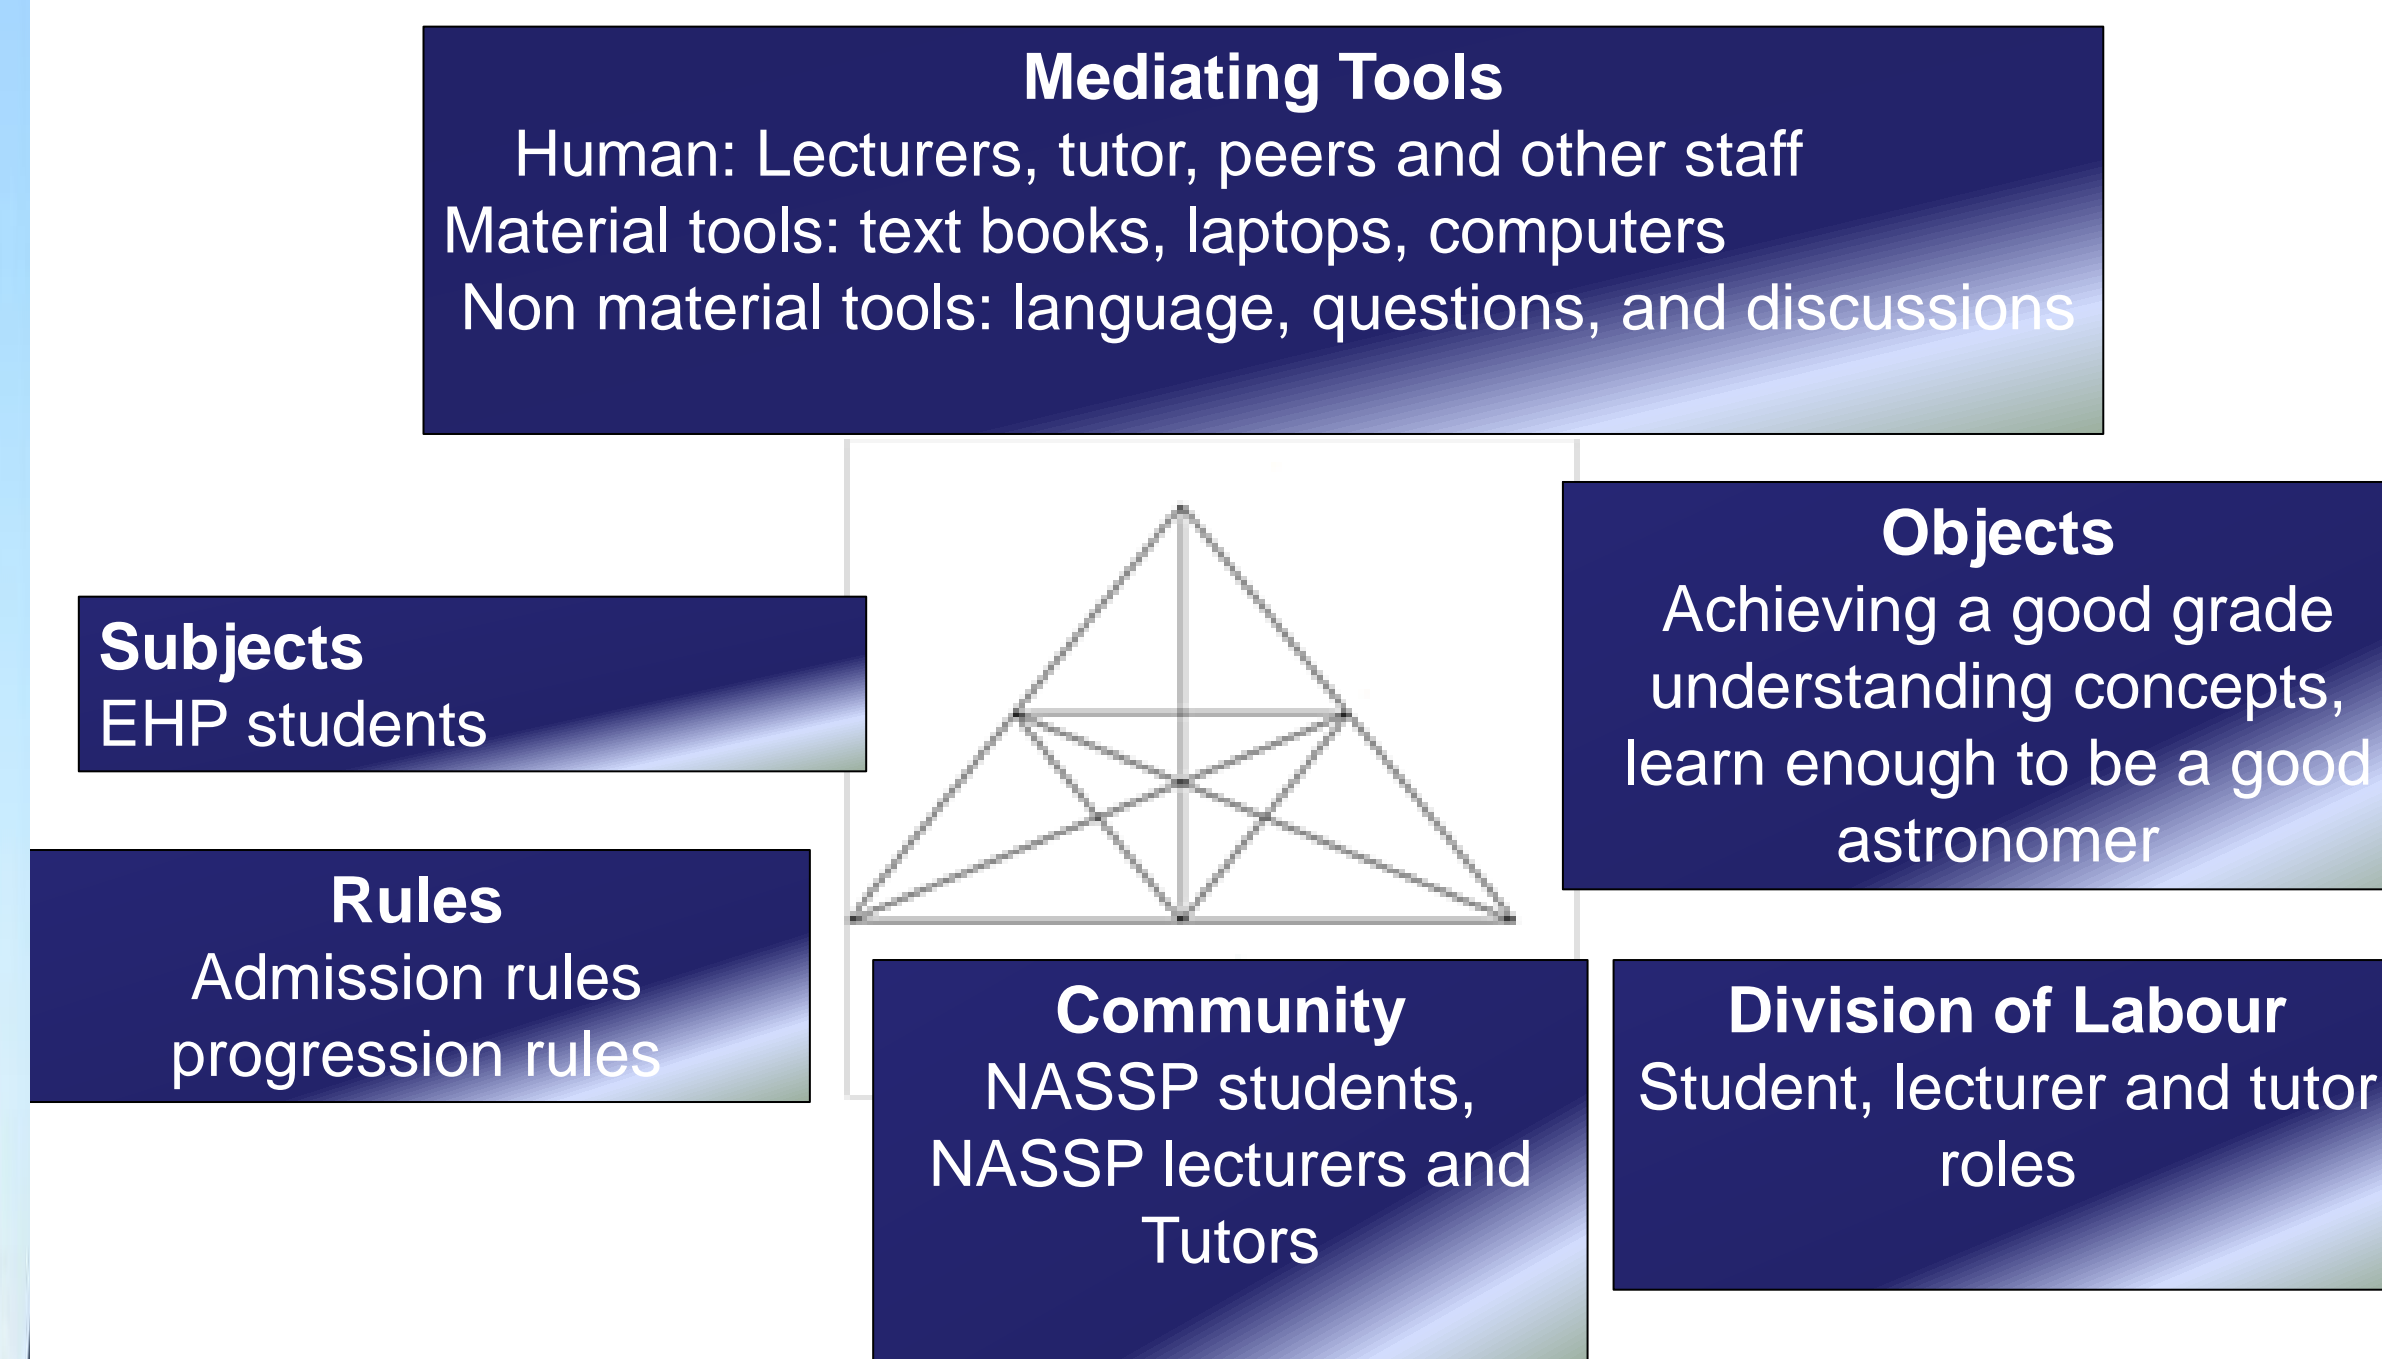 Mediating Tools
Human: Lecturers, tutor, peers and other staff
Material tools: text books, laptops, computers
Non material tools: language, questions, and discussions
Subjects
EHP students
Objects
Achieving a good grade
understanding concepts,
learn enough to be a good
astronomer
Rules
Admission rules
progression rules
Community
NASSP students,
NASSP lecturers and
Tutors
Division of Labour
Student, lecturer and tutor
roles